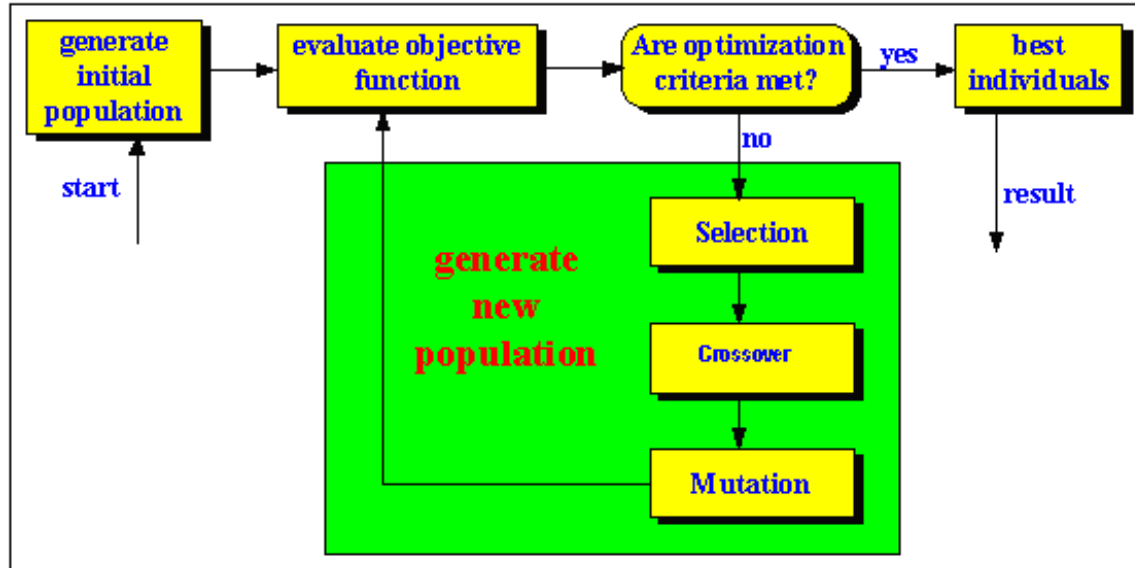 generate
initial
population
evaluate objective
function
Are optimization
criteria met?
yes
best
individuals
start
no
result
Selection
generate
new
population
Crossover
Mutation